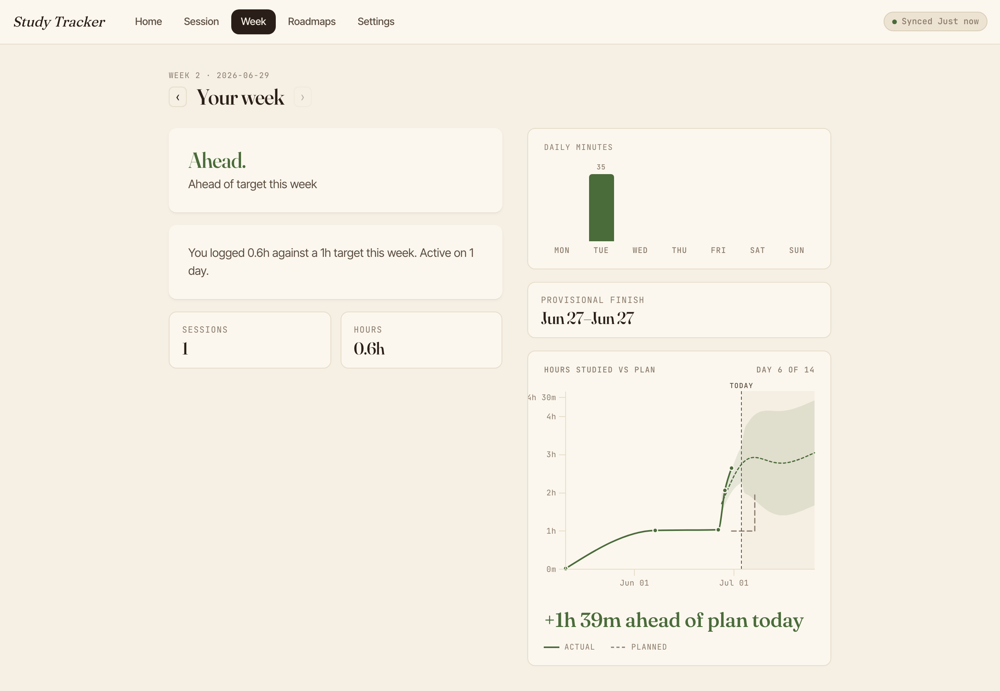 Study Tracker
Home
Session
Week
Roadmaps
Settings
Synced Just now
WEEK 2 · 2026-06-29
‹
Your week
›
Ahead.
Ahead of target this week
You logged 0.6h against a 1h target this week. Active on 1
day.
SESSIONS
1
HOURS
0.6h
DAILY MINUTES
35
MON
TUE
WED
THU
FRI
SAT
SUN
PROVISIONAL FINISH
Jun 27–Jun 27
HOURS STUDIED VS PLAN
DAY 6 OF 14
TODAY
4h 30m
4h
3h
2h
1h
0m
Jun 01
Jul 01
+1h 39m ahead of plan today
ACTUAL
PLANNED